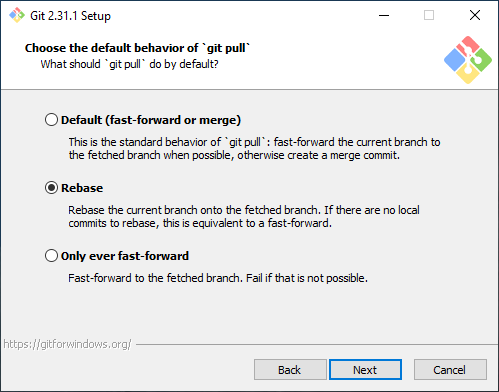 Git 2.31.1 Setup
Choose the default behavior of `git pull`
What should `git pull` do by default?
Default (fast-forward or merge)
This is the standard behavior of `git pull`: fast-forward the current branch to
the fetched branch when possible, otherwise create a merge commit.
Rebase
Rebase the current branch onto the fetched branch. If there are no local
commits to rebase, this is equivalent to a fast-forward.
Only ever fast-forward
Fast-forward to the fetched branch. Fail if that is not possible.
https://gitforwindows.org/
Back
Next
Cancel